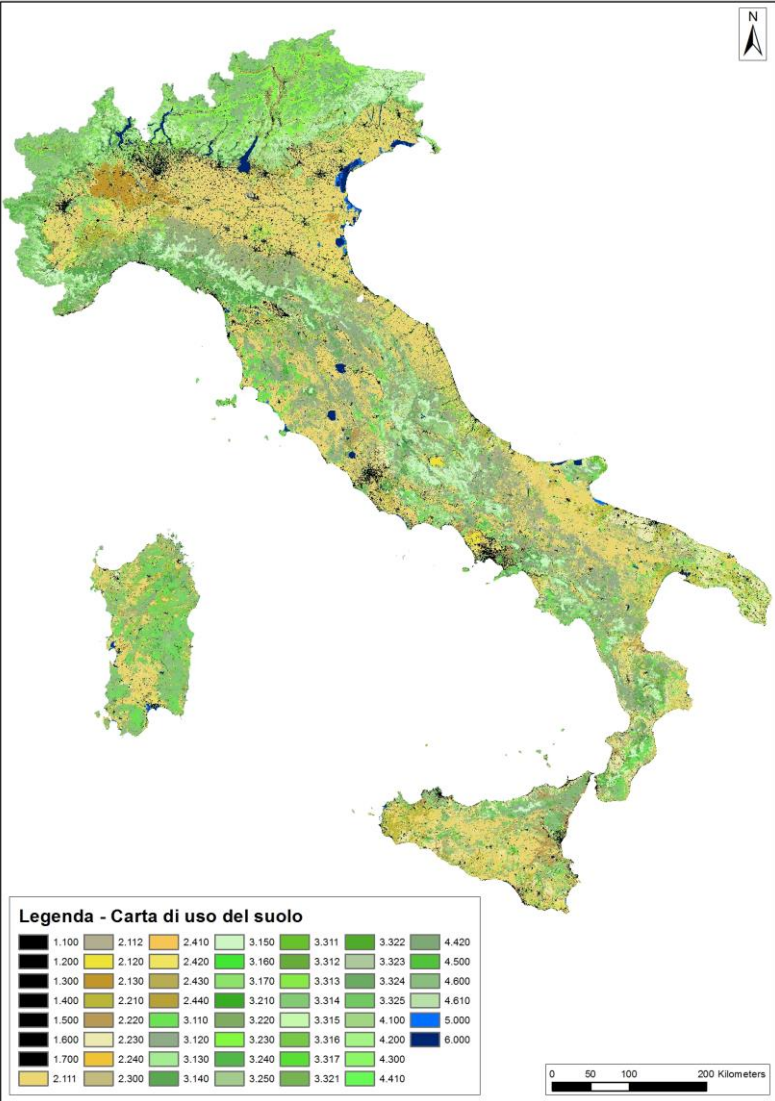 N
Legenda - Carta di uso del suolo
1.100 2.112 2.410 3.150 3.311 3.322 4.420
1.200 2.120 2.420 3.160 3.312 3.323 4.500
1.300 2.130 2.430 3.170 3.313 3.324 4.600
1.400 2.210 2.440 3.210 3.314 3.325 4.610
1.500 2.220 3.110 3.220 3.315 4.100 5.000
1.600 2.230 3.120 3.230 3.316 4.200 6.000
1.700 2.240 3.130 3.240 3.317 4.300
2.111 2.300 3.140 3.250 3.321 4.410
0 50 100 200 Kilometers